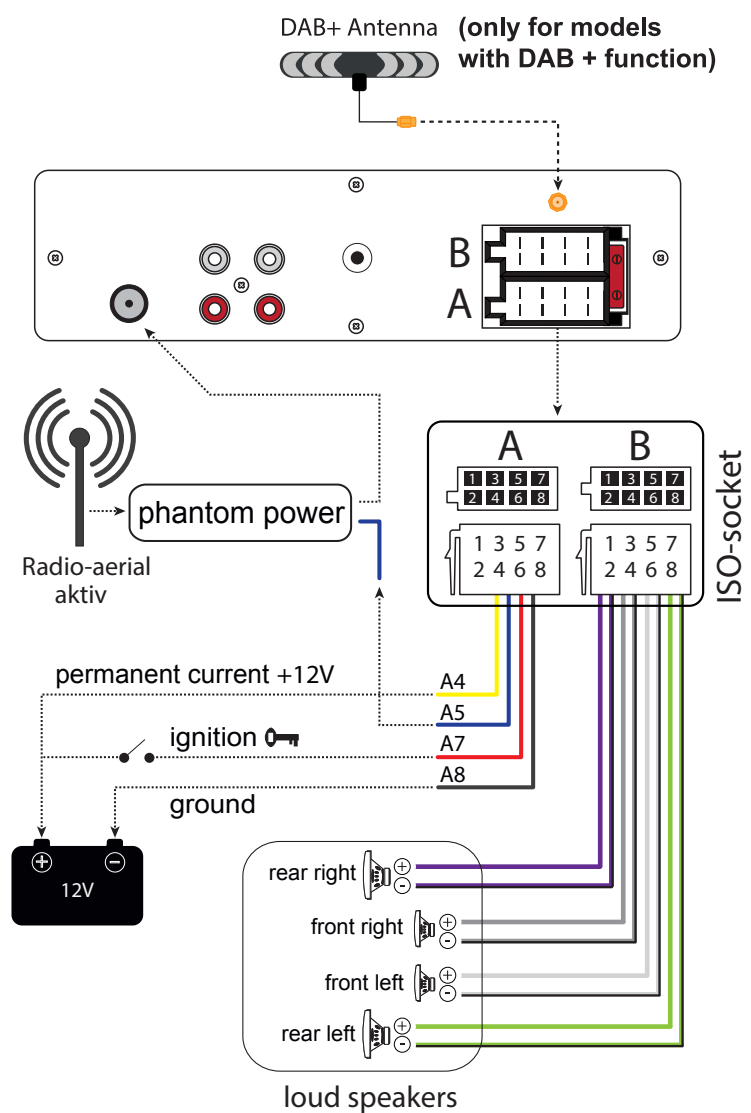 DAB+ Antenna (only for models
with DAB + function)
B
A
A B
1 3 5 7 1 3 5 7
2 4 6 8 2 4 6 8
1 3 5 7 1 3 5 7
2 4 6 8 2 4 6 8
ISO-socket
phantom power
Radio-aerial
aktiv
permanent current +12V
A4
A5
ignition
A7
A8
ground
+ -
12V
rear right + -
front right + -
front left + -
rear left + -
loud speakers